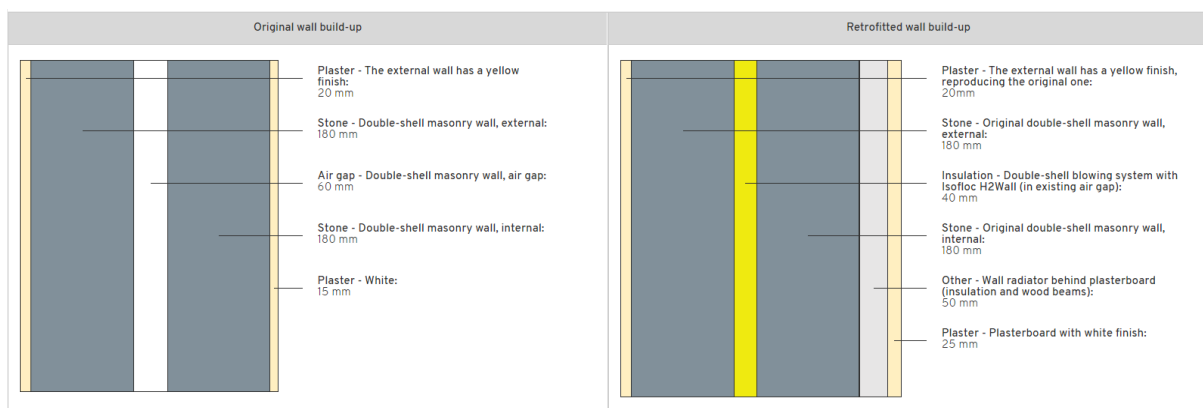 Original wall build-up
Plaster - The external wall has a yellow
finish:
20 mm
Stone - Double-shell masonry wall, external:
180 mm
Air gap - Double-shell masonry wall, air gap:
60 mm
Stone - Double-shell masonry wall, internal:
180 mm
Plaster - White:
15 mm
Retrofitted wall build-up
Plaster - The external wall has a yellow finish,
reproducing the original one:
20mm
Stone - Original double-shell masonry wall,
external:
180 mm
Insulation - Double-shell blowing system with
Isofloc H2Wall (in existing air gap):
40 mm
Stone - Original double-shell masonry wall,
internal:
180 mm
Other - Wall radiator behind plasterboard
(insulation and wood beams):
50 mm
Plaster - Plasterboard with white finish:
25 mm